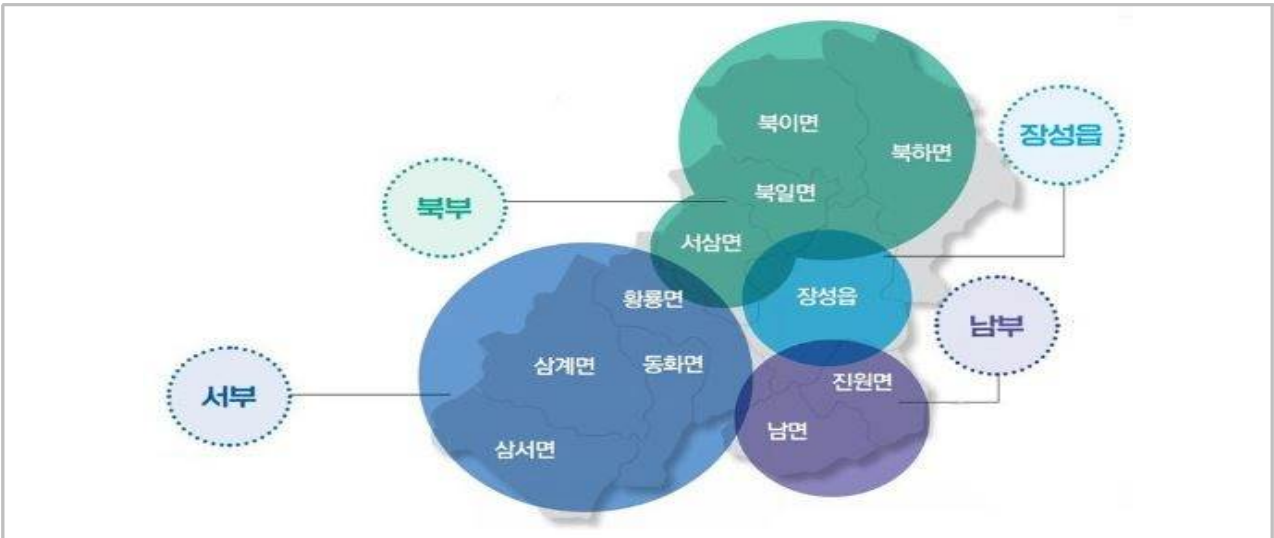 북이면
북하면
장성읍
북일면
북부
서삼면
황룡면
장성읍
남부
삼계면
동화면
진원면
서부
남면
삼서면